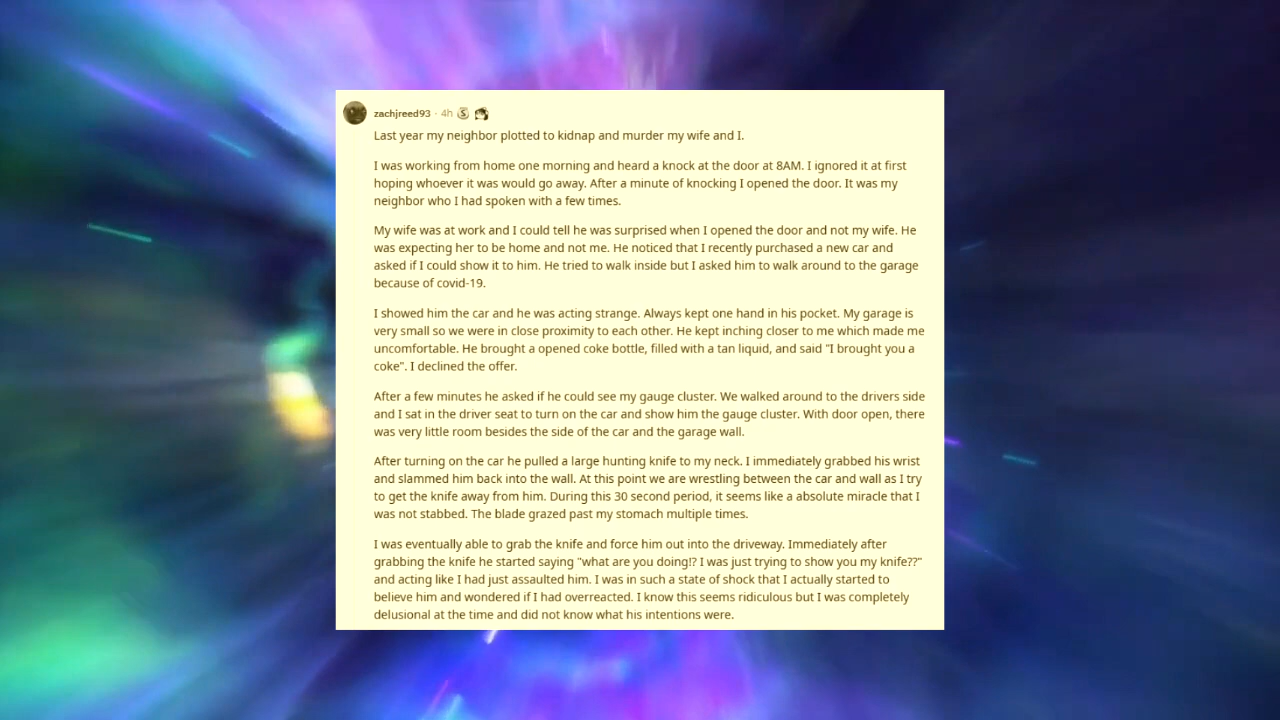 zachjreed93 · 4h
Last year my neighbor plotted to kidnap and murder my wife and I.
I was working from home one morning and heard a knock at the door at 8AM. I ignored it at first
hoping whoever it was would go away. After a minute of knocking I opened the door. It was my
neighbor who I had spoken with a few times.
My wife was at work and I could tell he was surprised when I opened the door and not my wife. He
was expecting her to be home and not me. He noticed that I recently purchased a new car and
asked if I could show it to him. He tried to walk inside but I asked him to walk around to the garage
because of covid-19.
I showed him the car and he was acting strange. Always kept one hand in his pocket. My garage is
very small so we were in close proximity to each other. He kept inching closer to me which made me
uncomfortable. He brought a opened coke bottle, filled with a tan liquid, and said "I brought you a
coke". I declined the offer.
After a few minutes he asked if he could see my gauge cluster. We walked around to the drivers side
and I sat in the driver seat to turn on the car and show him the gauge cluster. With door open, there
was very little room besides the side of the car and the garage wall.
After turning on the car he pulled a large hunting knife to my neck. I immediately grabbed his wrist
and slammed him back into the wall. At this point we are wrestling between the car and wall as I try
to get the knife away from him. During this 30 second period, it seems like a absolute miracle that I
was not stabbed. The blade grazed past my stomach multiple times.
I was eventually able to grab the knife and force him out into the driveway. Immediately after
grabbing the knife he started saying "what are you doing!? I was just trying to show you my knife??"
and acting like I had just assaulted him. I was in such a state of shock that I actually started to
believe him and wondered if I had overreacted. I know this seems ridiculous but I was completely
delusional at the time and did not know what his intentions were.